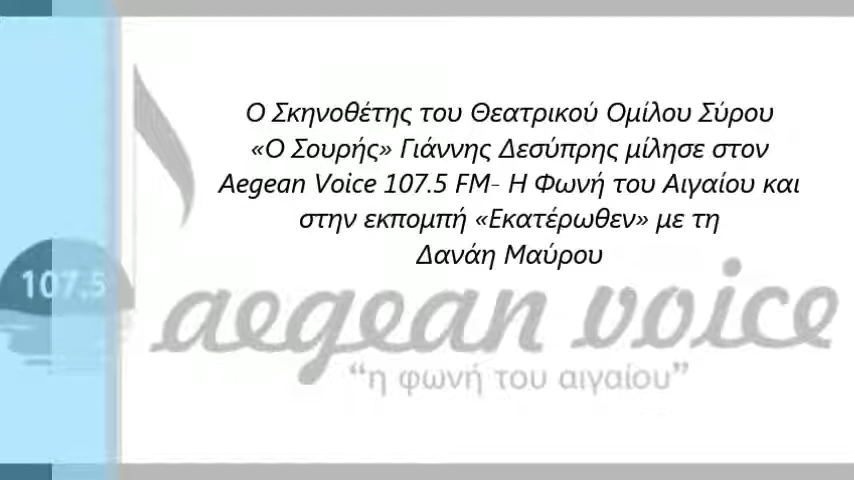 Ο Σκηνοθέτης του Θεατρικού Ομίλου Σύρου
«Ο Σουρής» Γιάννης Δεσύπρης μίλησε στον
Aegean Voice 107.5 FM- Η Φωνή του Αιγαίου και
στην εκπομπή «Εκατέρωθεν» με τη
Δανάη Μαύρου
107.5
aegean voice
“η φωνή του αιγαίου”